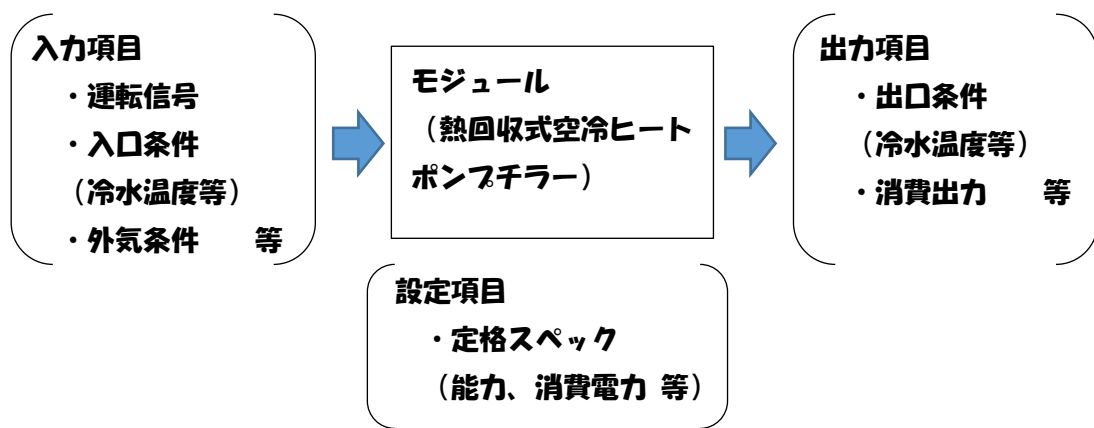 入力項目
・運転信号
・入口条件
（冷水温度等）
・外気条件　　等
モジュール
（熱回収式空冷ヒート
ポンプチラー）
設定項目
・定格スペック
（能力、消費電力 等）
出力項目
・出口条件
（冷水温度等）
・消費出力　　等